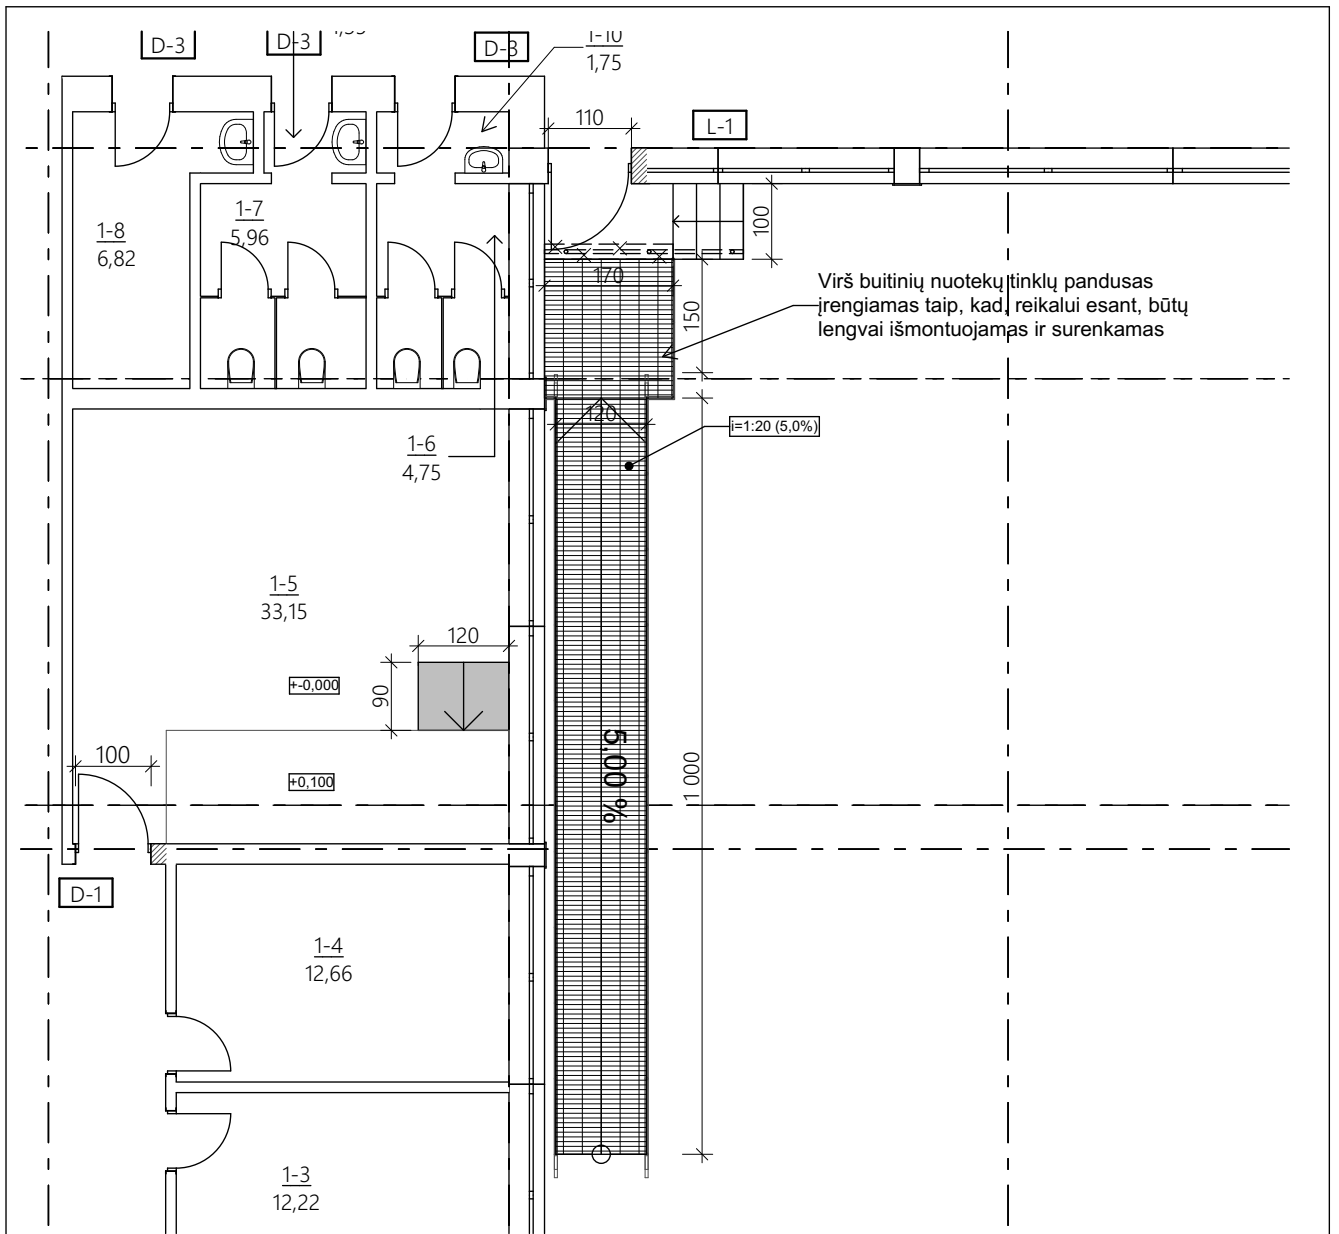 D-3
D-3
D-3
1-10
1,75
110
L-1
1-8
6,82
1-7
5,96
100
170
150
Virš buitinių nuotekų tinklų pandusas
įrengiamas taip, kad, reikalui esant, būtų
lengvai išmontuojamas ir surenkamas
120
i=1:20 (5,0%)
1-6
4,75
1-5
33,15
120
90
+-0,000
5,00 %
1 000
100
+0,100
D-1
1-4
12,66
1-3
12,22